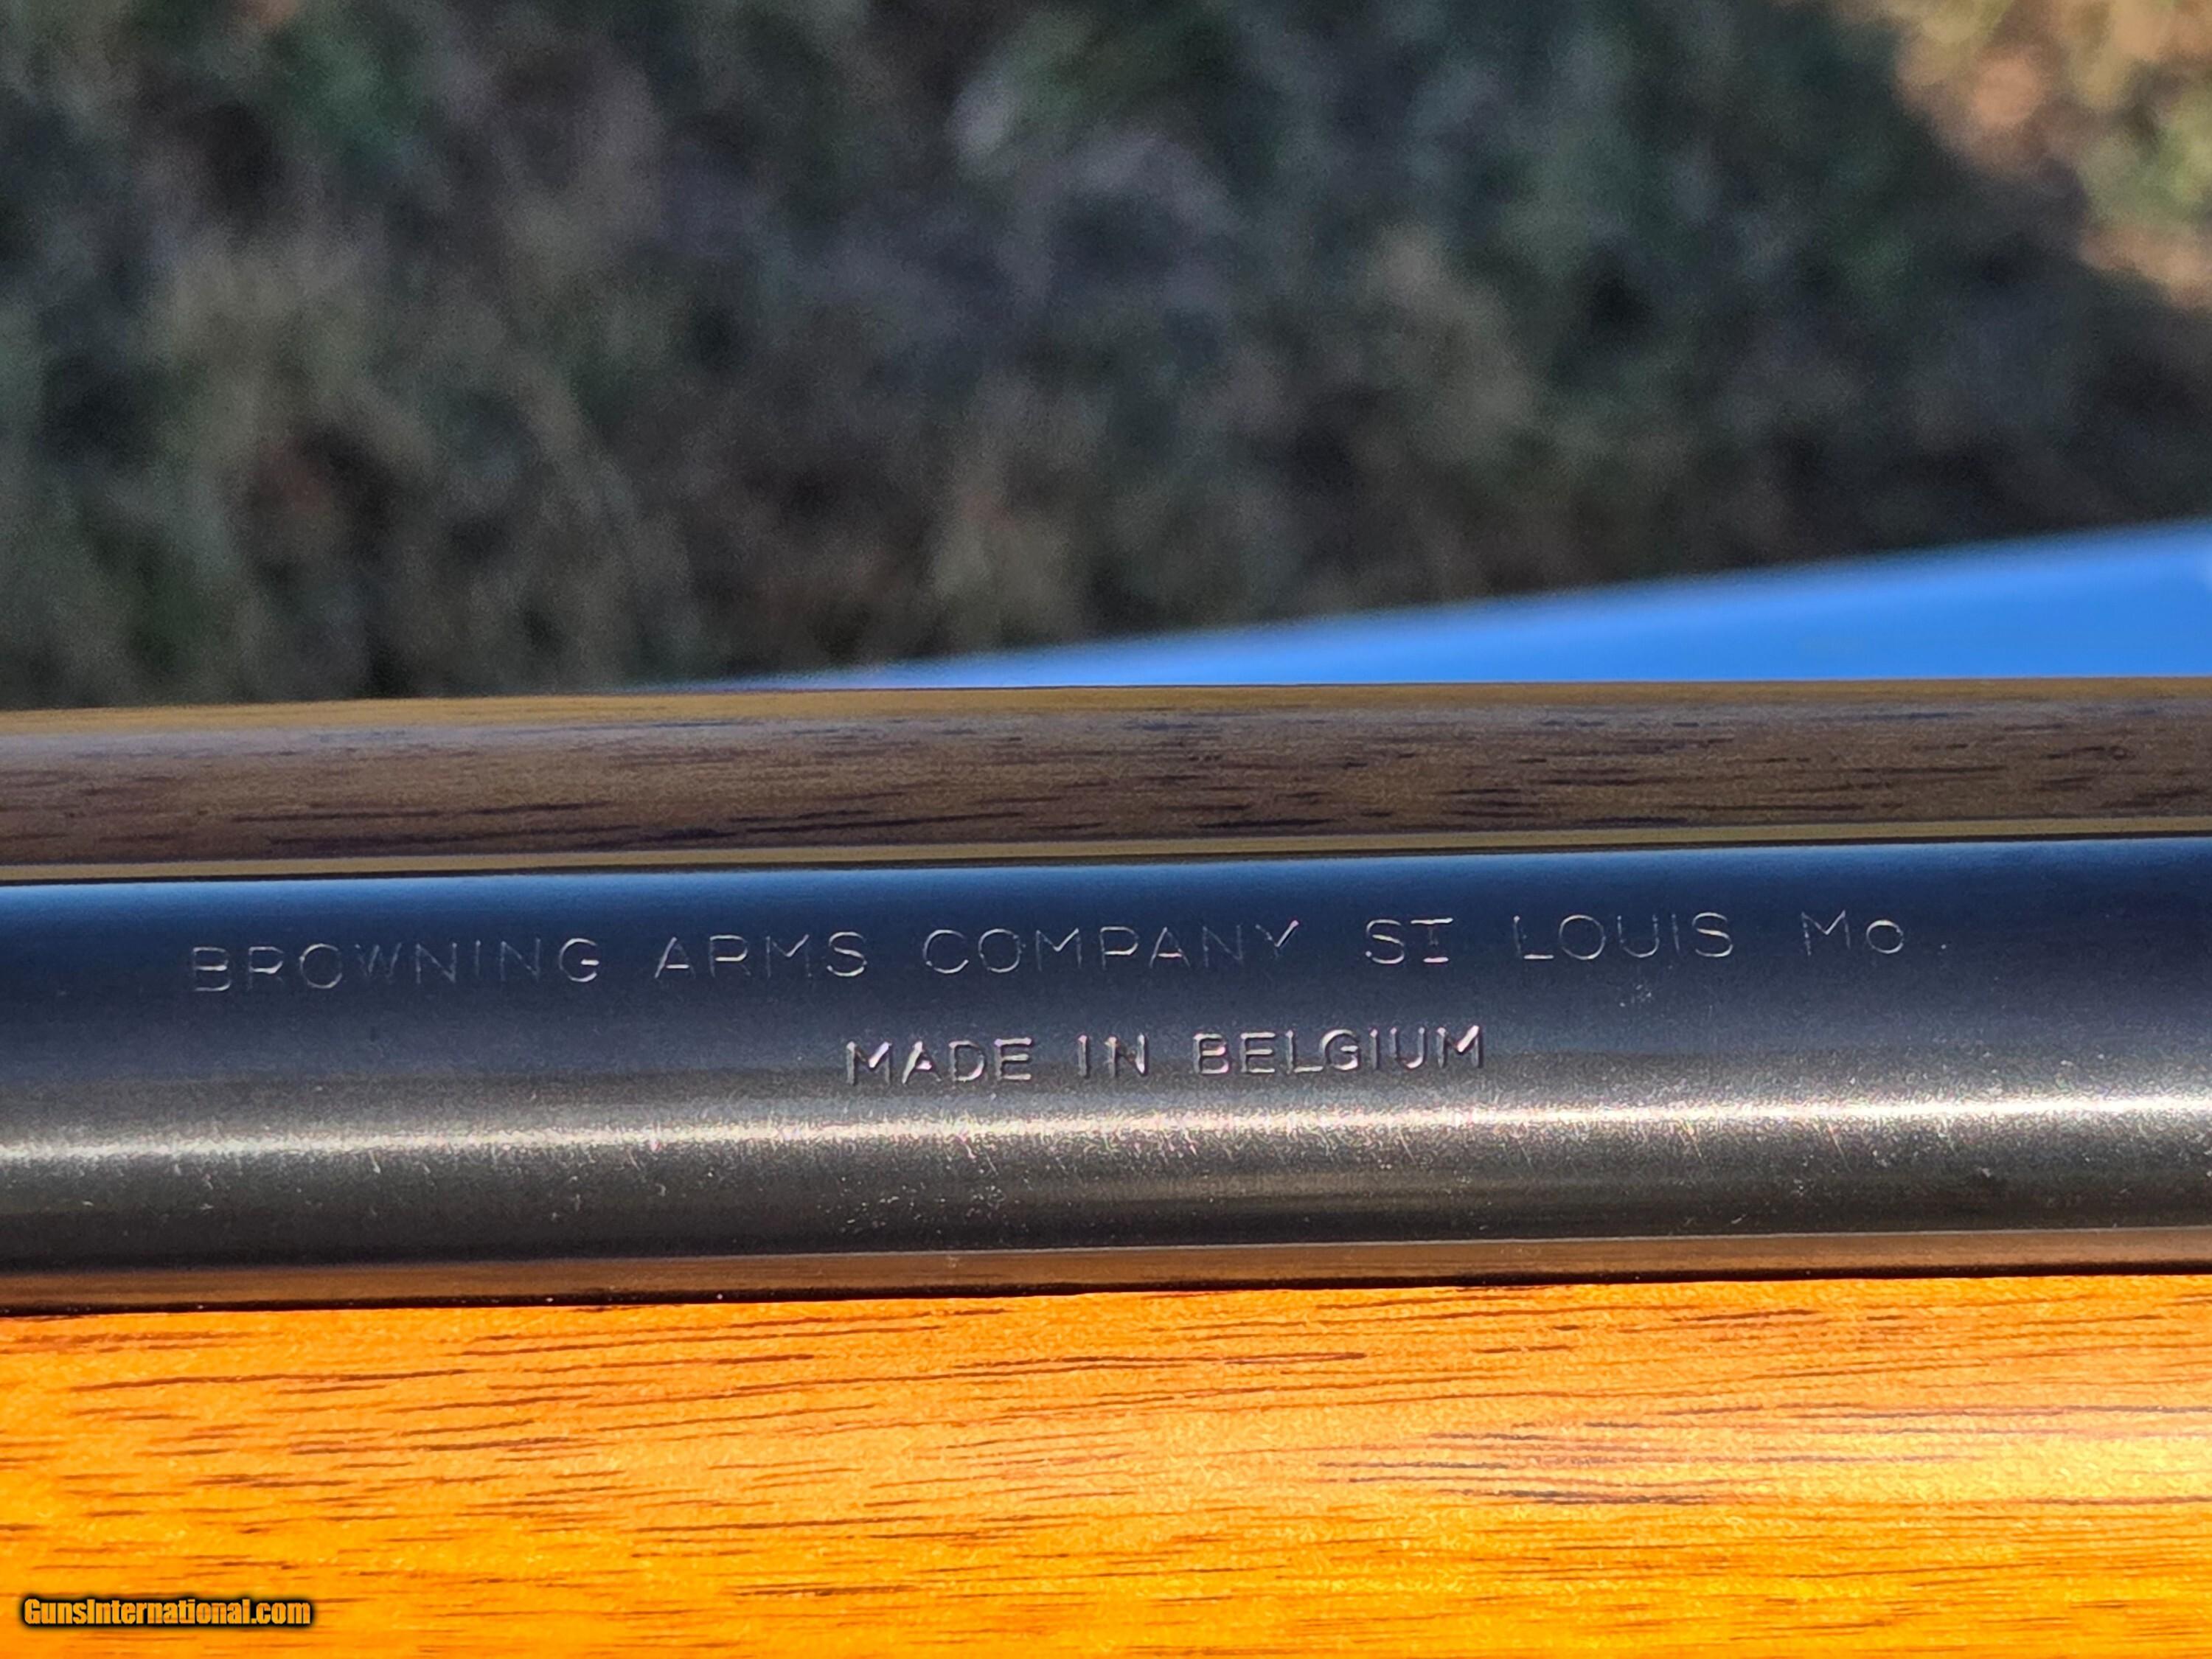 BROWNING ARMS COMPANY ST LOUIS Mo.
MADE IN BELGIUM
GunsInternational.com